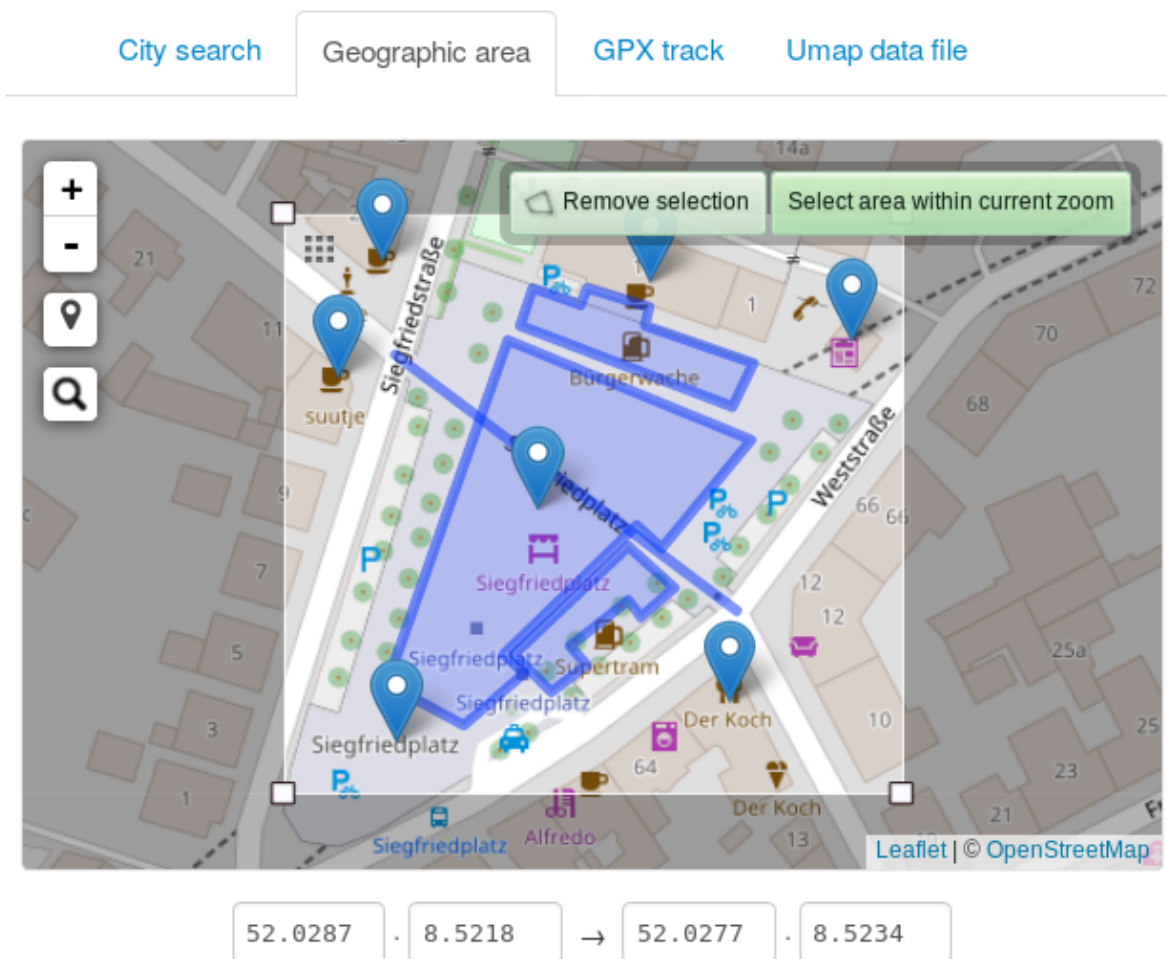 City search
Geographic area
GPX track
Umap data file
+
-
Remove selection
Select area within current zoom
14a
21
11
1
72
70
68
Siegfriedstraße
Bürgerwache
suutje
Weststraße
9
66
66
7
Siegfriedplatz
12
12
5
Siegfriedplatz
Supertram
25a
Siegfriedplatz
Der Koch
10
25
3
Siegfriedplatz
64
23
1
Der Koch
21
Siegfriedplatz
Alfredo
13
Leaflet | © OpenStreetMap
52.0287 . 8.5218 → 52.0277 . 8.5234